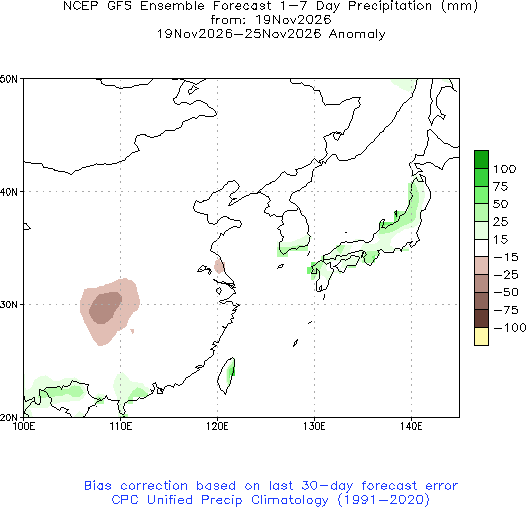 NCEP GFS Ensemble Forecast 1-7 Day Precipitation (mm)
from: 19Nov2026
19Nov2026-25Nov2026 Anomaly
50N
40N
30N
20N
100E 110E 120E 130E 140E
100
75
50
25
15
-15
-25
-50
-75
-100
Bias correction based on last 30-day forecast error
CPC Unified Precip Climatology (1991-2020)